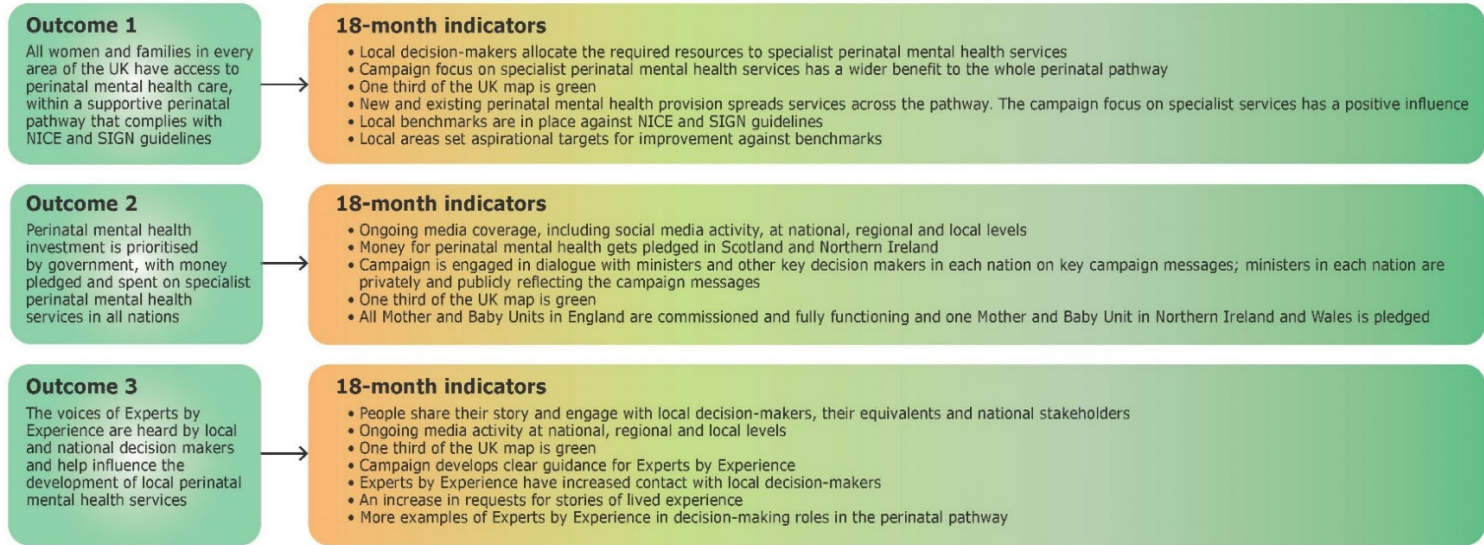 Outcome 1
All women and families in every
area of the UK have access to
perinatal mental health care,
within a supportive perinatal
pathway that complies with
NICE and SIGN guidelines
18-month indicators
• Local decision-makers allocate the required resources to specialist perinatal mental health services
• Campaign focus on specialist perinatal mental health services has a wider benefit to the whole perinatal pathway
• One third of the UK map is green
• New and existing perinatal mental health provision spreads services across the pathway. The campaign focus on specialist services has a positive influence
• Local benchmarks are in place against NICE and SIGN guidelines
• Local areas set aspirational targets for improvement against benchmarks
Outcome 2
Perinatal mental health
investment is prioritised
by government, with money
pledged and spent on specialist
perinatal mental health
services in all nations
18-month indicators
• Ongoing media coverage, including social media activity, at national, regional and local levels
• Money for perinatal mental health gets pledged in Scotland and Northern Ireland
• Campaign is engaged in dialogue with ministers and other key decision makers in each nation on key campaign messages; ministers in each nation are
privately and publicly reflecting the campaign messages
• One third of the UK map is green
• All Mother and Baby Units in England are commissioned and fully functioning and one Mother and Baby Unit in Northern Ireland and Wales is pledged
Outcome 3
The voices of Experts by
Experience are heard by local
and national decision makers
and help influence the
development of local perinatal
mental health services
18-month indicators
• People share their story and engage with local decision-makers, their equivalents and national stakeholders
• Ongoing media activity at national, regional and local levels
• One third of the UK map is green
• Campaign develops clear guidance for Experts by Experience
• Experts by Experience have increased contact with local decision-makers
• An increase in requests for stories of lived experience
• More examples of Experts by Experience in decision-making roles in the perinatal pathway